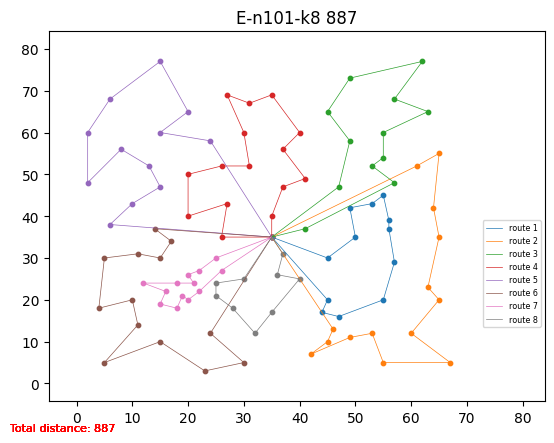 E-n101-k8 887
80
70
60
50
40
30
20
10
0
route 1
route 2
route 3
route 4
route 5
route 6
route 7
route 8
0 10 20 30 40 50 60 70 80
Total distance: 887